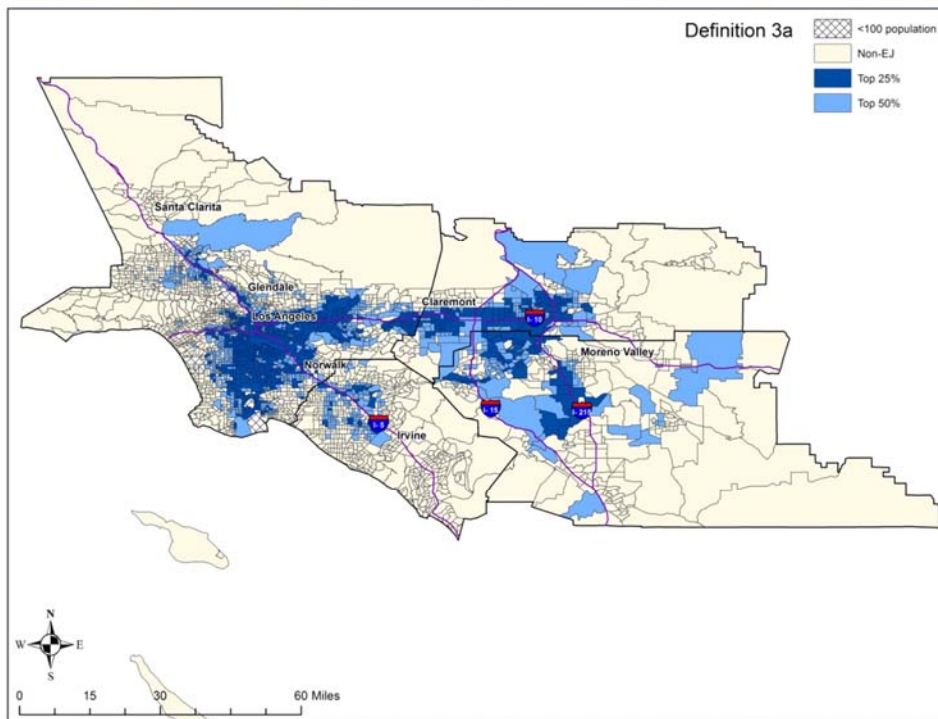 Definition 3a
<100 population
Non-EJ
Top 25%
Top 50%
Santa Clarita
Glendale
Claremont
Los Angeles
I- 10
Moreno Valley
Norwalk
I- 15
I- 215
I- 5
Irvine
N
W E
S
0 15 30 60 Miles